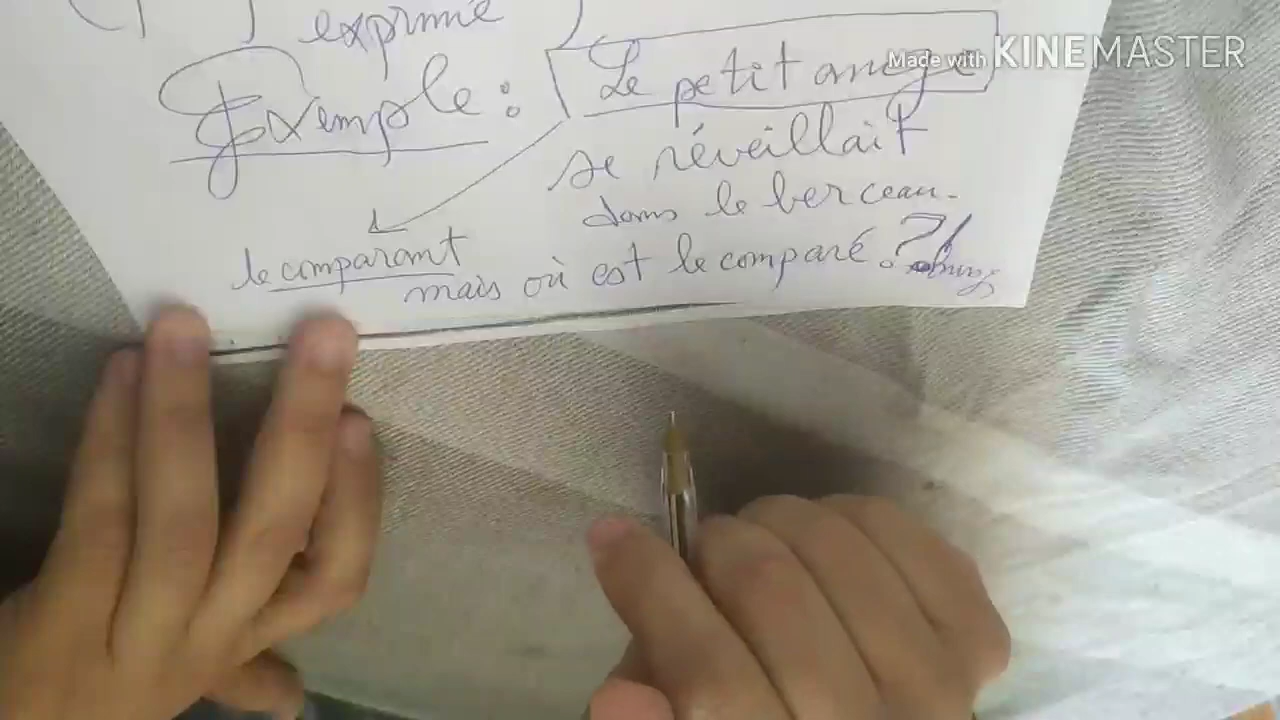 exprimé
Made with KINEMASTER
Exemple : Le petit ange
se réveillait
dans le berceau.
le comparant
mais où est le comparé ?!